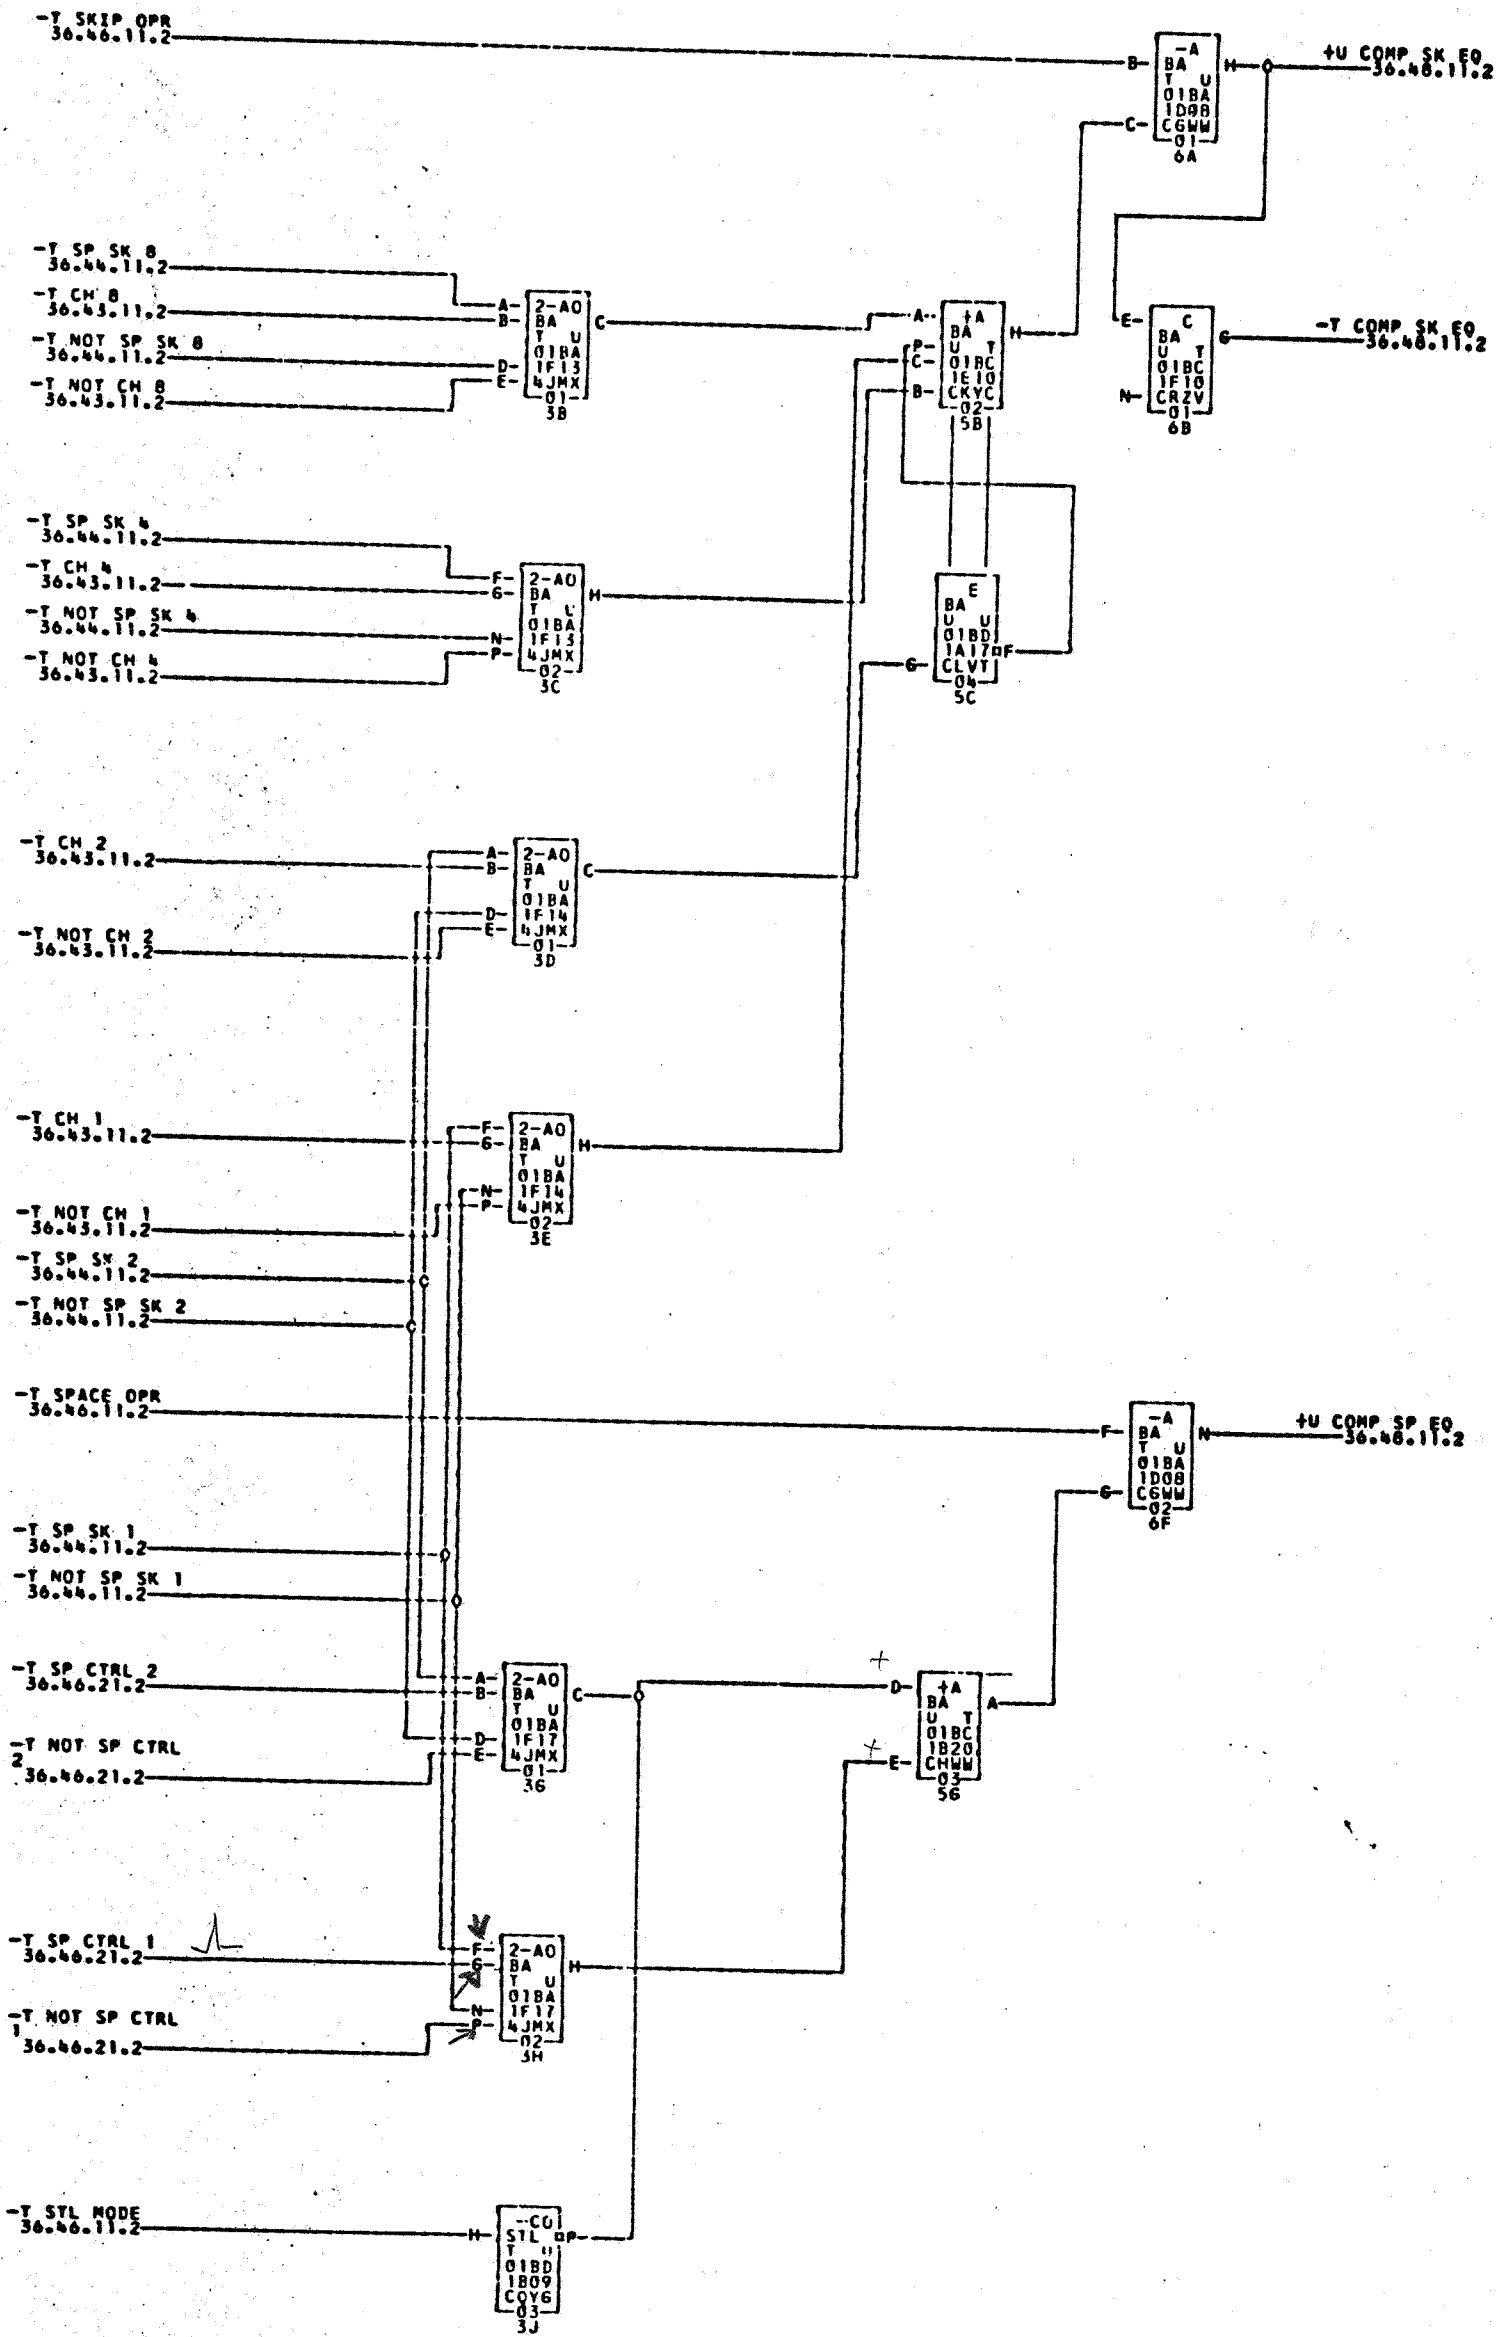 -T SKIP OPR
36.46.11.2
B-
-A
BA
T U
01BA
1D08
CGWW
01
6A
H
C-
+U COMP SK EQ
36.48.11.2
-T SP SK 8
36.44.11.2
-T CH 8
36.43.11.2
-T NOT SP SK 8
36.44.11.2
-T NOT CH 8
36.43.11.2
A-
B-
D-
E-
2-AO
BA
T U
01BA
1F13
4JMX
01
3B
C
A
P-
C-
B-
+A
BA
U T
01BC
1E10
CKYC
02
5B
H
E-
N-
C
BA
U T
01BC
1F10
CRZV
01
6B
G
-T COMP SK EQ
36.48.11.2
-T SP SK 4
36.44.11.2
-T CH 4
36.43.11.2
-T NOT SP SK 4
36.44.11.2
-T NOT CH 4
36.43.11.2
F-
G-
N-
P-
2-AO
BA
T U
01BA
1F13
4JMX
02
3C
H
G-
E
BA
U U
01BD
1A17
CLVT
04
5C
F
-T CH 2
36.43.11.2
-T NOT CH 2
36.43.11.2
A-
B-
D-
E-
2-AO
BA
T U
01BA
1F14
4JMX
01
3D
C
-T CH 1
36.43.11.2
-T NOT CH 1
36.43.11.2
F-
G-
N-
P-
2-AO
BA
T U
01BA
1F14
4JMX
02
3E
H
-T SP SK 2
36.44.11.2
-T NOT SP SK 2
36.44.11.2
-T SPACE OPR
36.46.11.2
F-
G-
-A
BA
T U
01BA
1D08
CGWW
02
6F
N
+U COMP SP EQ
36.48.11.2
-T SP SK 1
36.44.11.2
-T NOT SP SK 1
36.44.11.2
-T SP CTRL 2
36.46.21.2
-T NOT SP CTRL
2
36.46.21.2
A-
B-
D-
E-
2-AO
BA
T U
01BA
1F17
4JMX
01
3G
C
+
D-
+
E-
+A
BA
U T
01BC
1B20
CHWW
03
5G
A
-T SP CTRL 1
36.46.21.2
-T NOT SP CTRL
1
36.46.21.2
F-
G-
N-
P-
2-AO
BA
T U
01BA
1F17
4JMX
02
3H
H
-T STL MODE
36.46.11.2
H-
-CO
STL
T U
01BD
1B09
COYG
03
3J
P